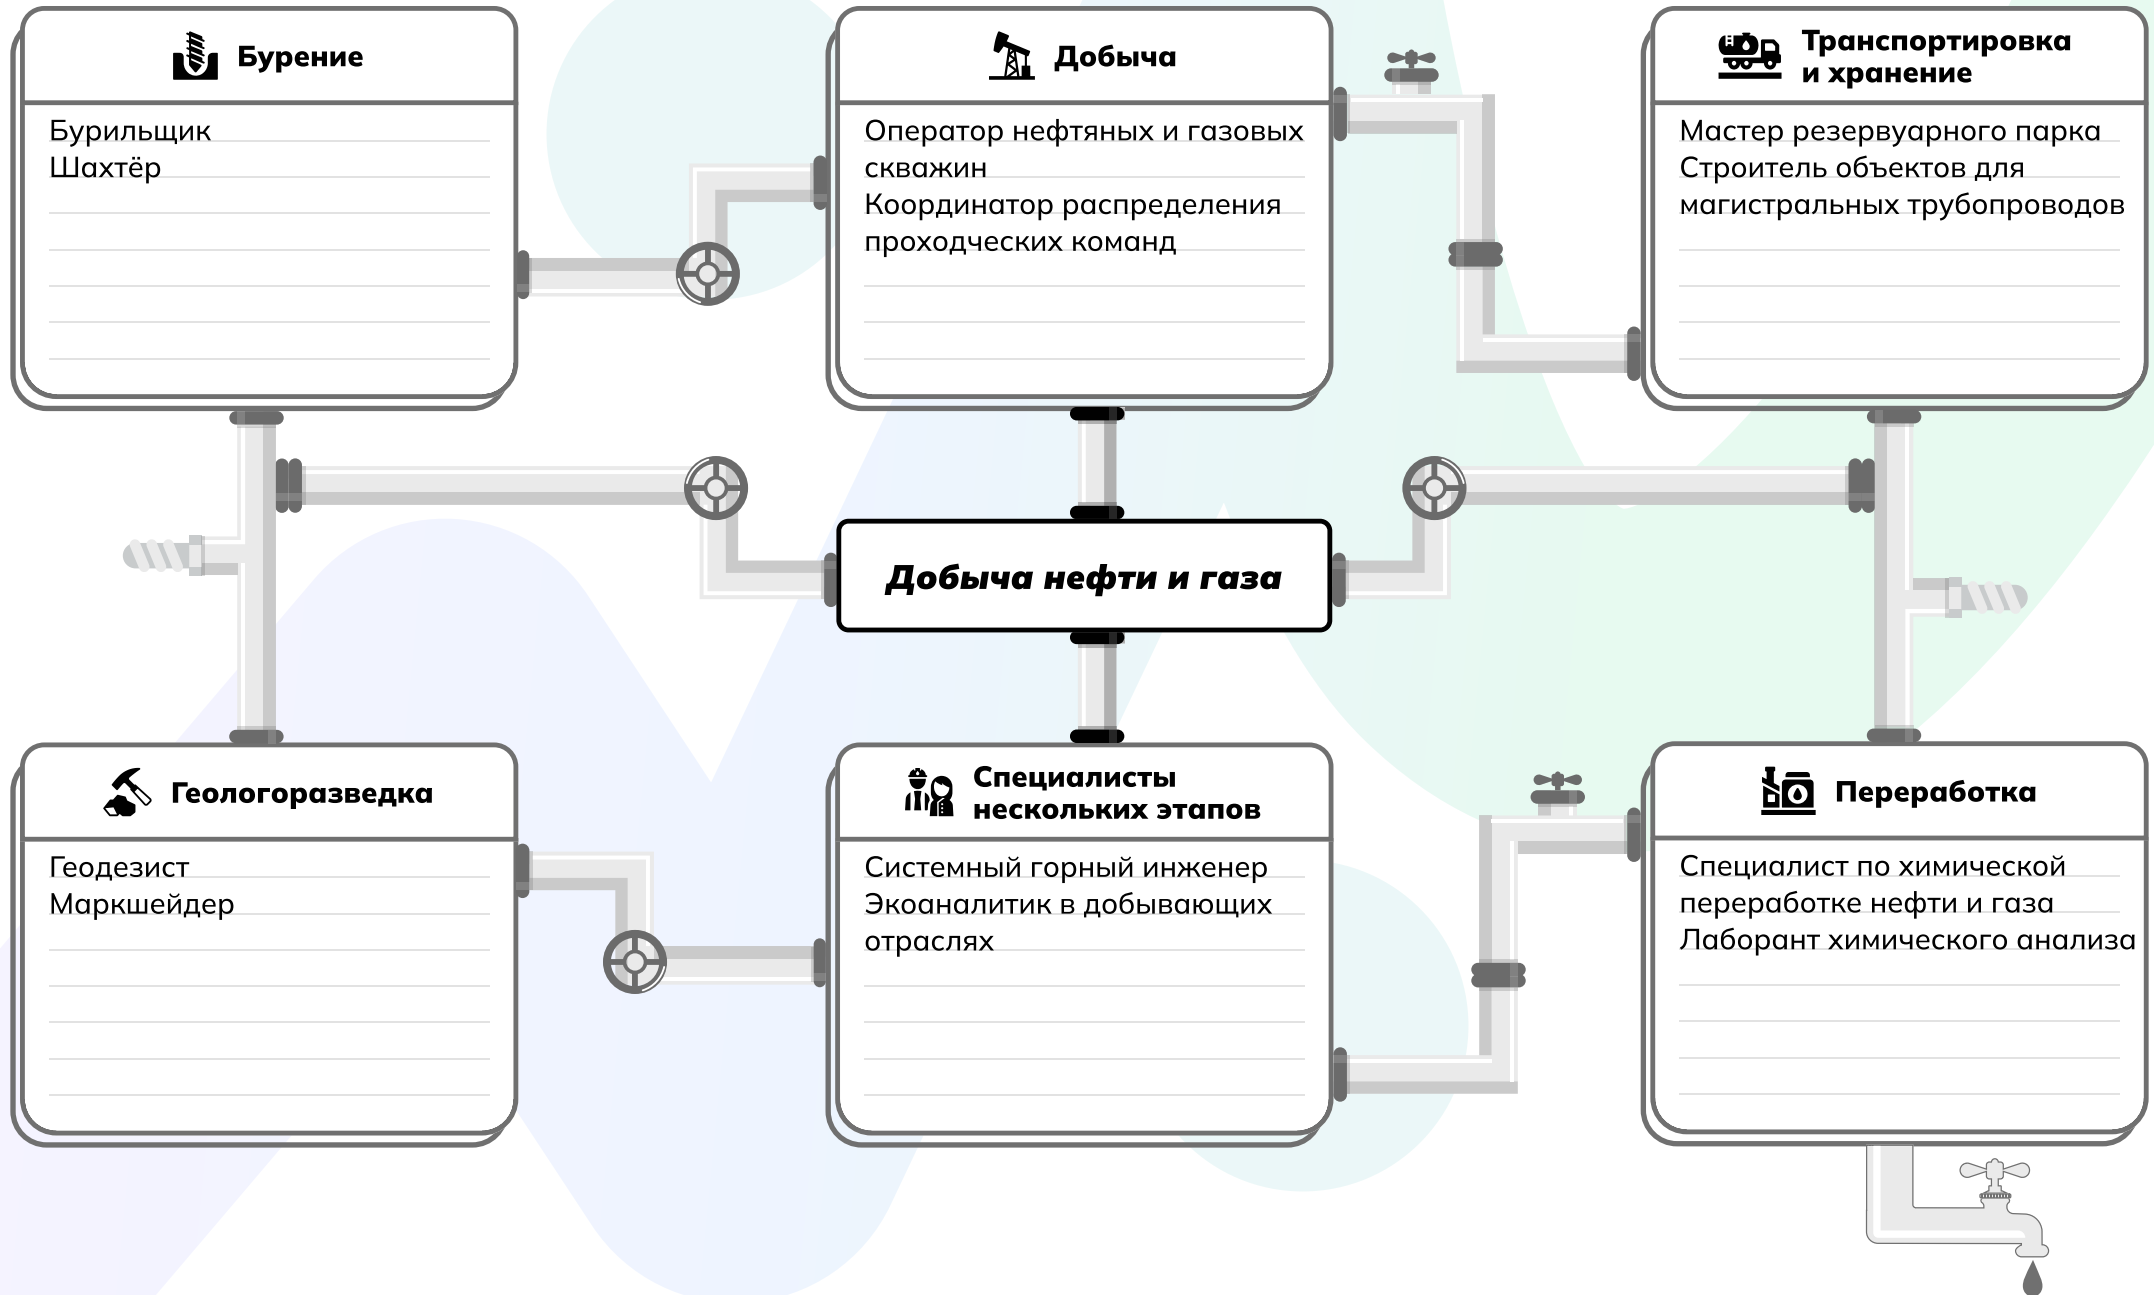 Бурение
Бурильщик
Шахтёр
Добыча
Оператор нефтяных и газовых
скважин
Координатор распределения
проходческих команд
Транспортировка
и хранение
Мастер резервуарного парка
Строитель объектов для
магистральных трубопроводов
Добыча нефти и газа
Геологоразведка
Геодезист
Маркшейдер
Специалисты
нескольких этапов
Системный горный инженер
Экоаналитик в добывающих
отраслях
Переработка
Специалист по химической
переработке нефти и газа
Лаборант химического анализа